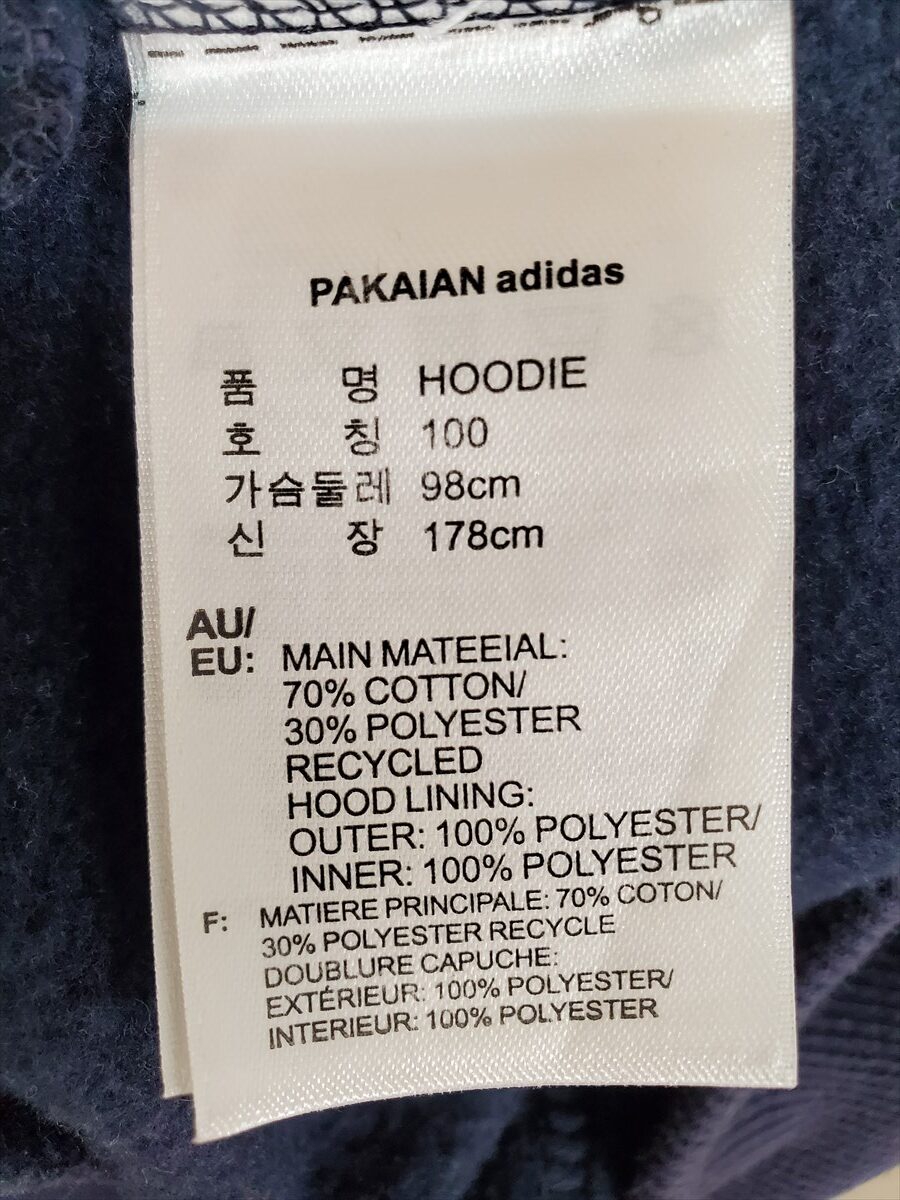 PAKAIAN adidas
품 명 HOODIE
호 칭 100
가슴둘레 98cm
신 장 178cm
AU/
EU: MAIN MATEEIAL:
70% COTTON/
30% POLYESTER
RECYCLED
HOOD LINING:
OUTER: 100% POLYESTER/
INNER: 100% POLYESTER
F: MATIERE PRINCIPALE: 70% COTON/
30% POLYESTER RECYCLE
DOUBLURE CAPUCHE:
EXTÉRIEUR: 100% POLYESTER/
INTERIEUR: 100% POLYESTER